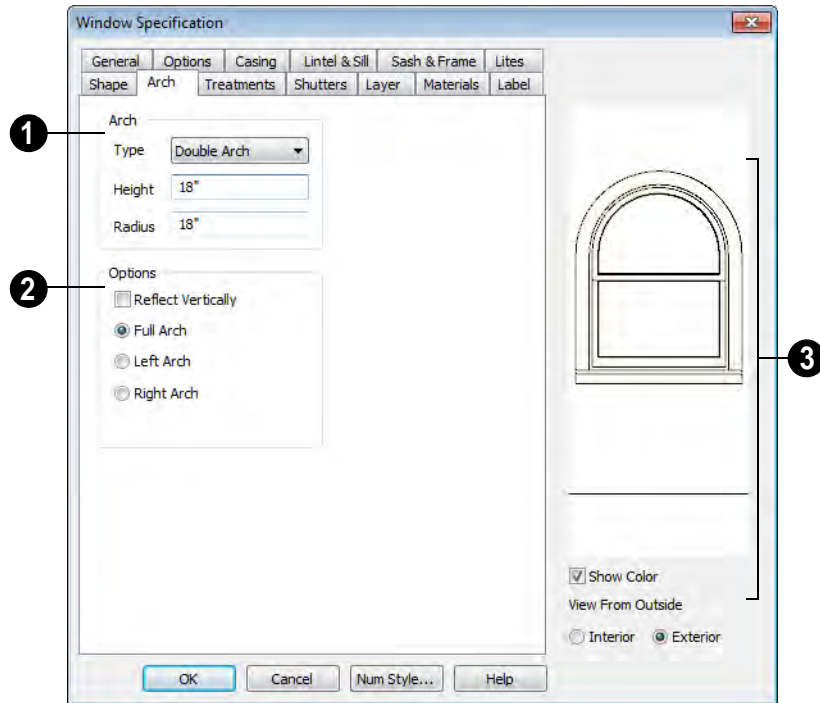 Window Specification
General Options Casing Lintel & Sill Sash & Frame Lites
Shape Arch Treatments Shutters Layer Materials Label
1
Arch
Type Double Arch
Height 18"
Radius 18"
2
Options
Reflect Vertically
Full Arch
Left Arch
Right Arch
3
Show Color
View From Outside
Interior Exterior
OK Cancel Num Style... Help